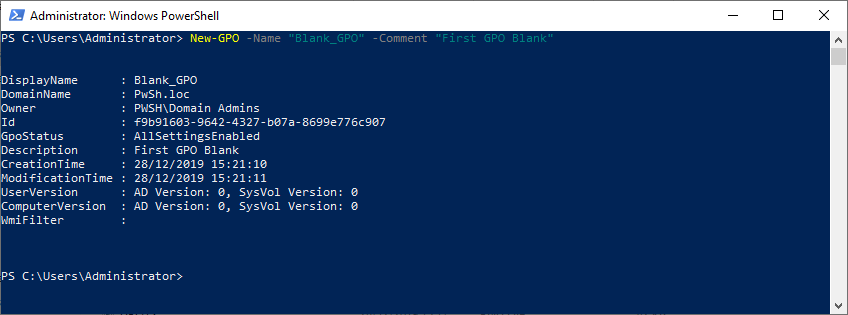 Administrator: Windows PowerShell
PS C:\Users\Administrator> New-GPO -Name "Blank_GPO" -Comment "First GPO Blank"
DisplayName      : Blank_GPO
DomainName       : PwSh.loc
Owner            : PWSH\Domain Admins
Id               : f9b91603-9642-4327-b07a-8699e776c907
GpoStatus        : AllSettingsEnabled
Description      : First GPO Blank
CreationTime     : 28/12/2019 15:21:10
ModificationTime : 28/12/2019 15:21:11
UserVersion      : AD Version: 0, SysVol Version: 0
ComputerVersion  : AD Version: 0, SysVol Version: 0
WmiFilter        :
PS C:\Users\Administrator>